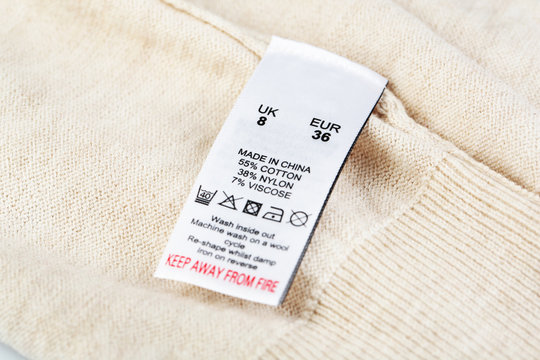 UK EUR
8 36
MADE IN CHINA
55% COTTON
38% NYLON
7% VISCOSE
40
Wash inside out
Machine wash on a wool
cycle
Re-shape whilst damp
iron on reverse
KEEP AWAY FROM FIRE